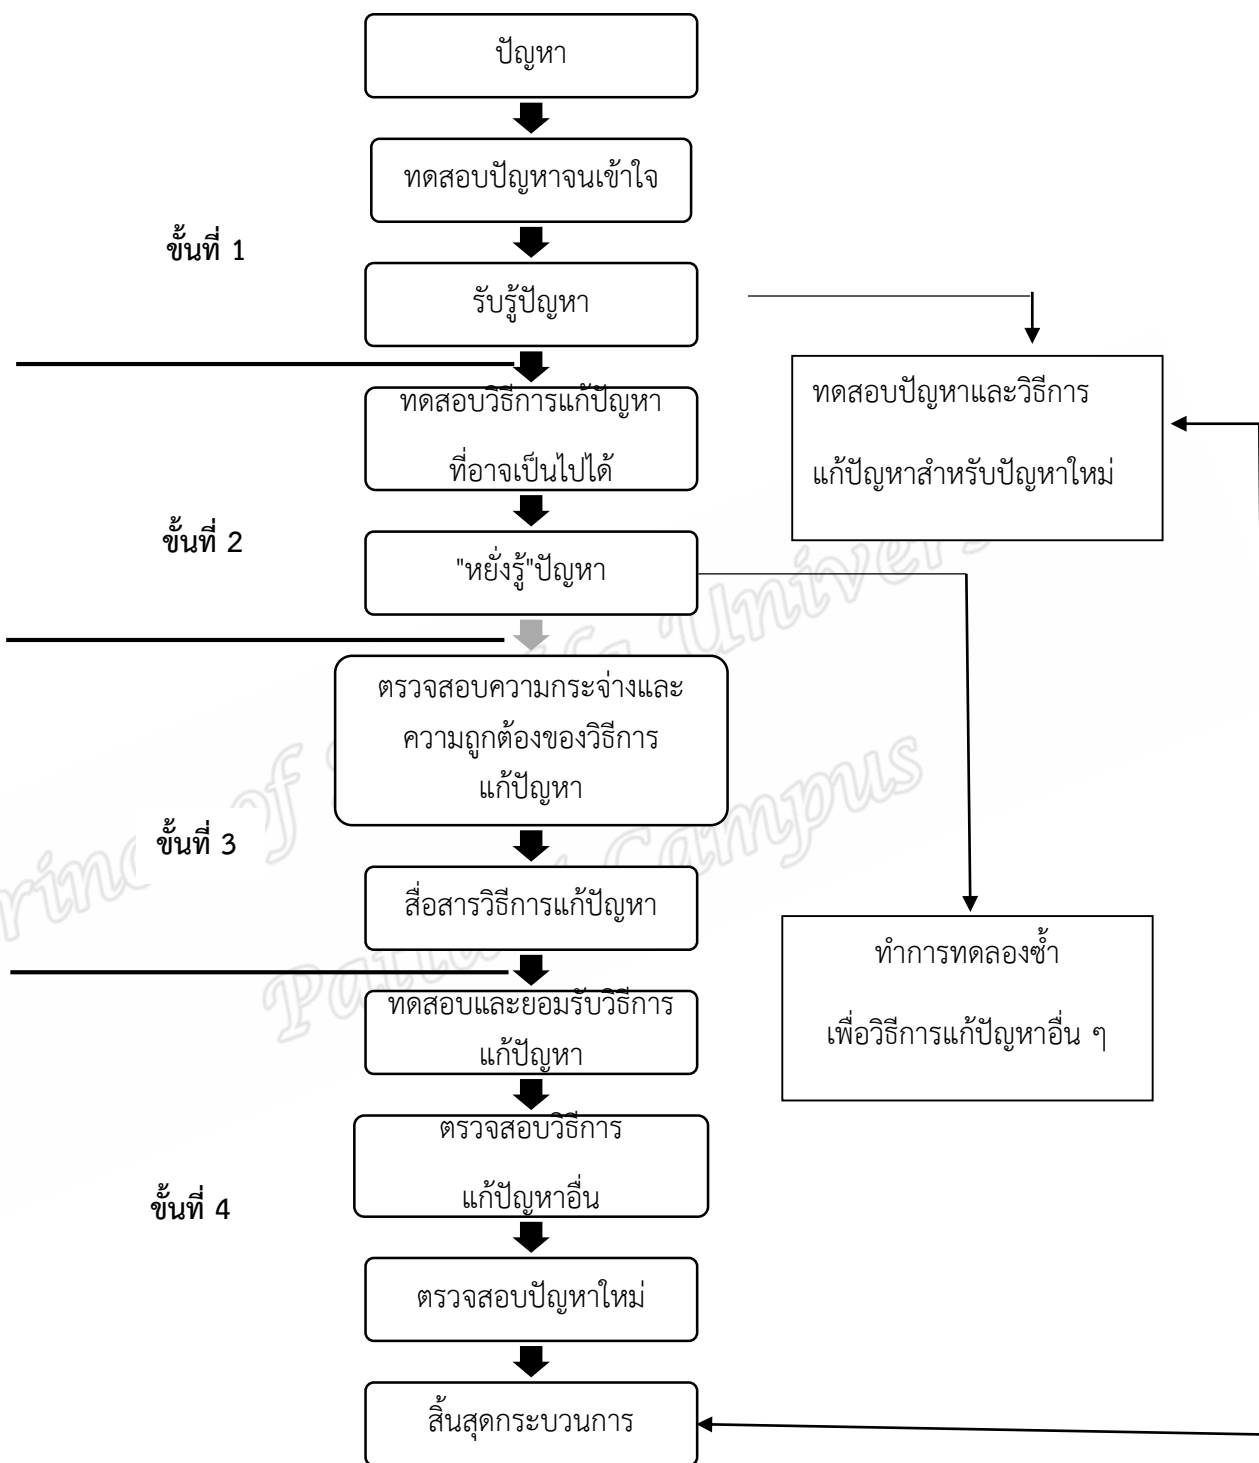 ปัญหา
ทดสอบปัญหาจนเข้าใจ
ขั้นที่ 1
รับรู้ปัญหา
ทดสอบวิธีการแก้ปัญหา
ที่อาจเป็นไปได้
ทดสอบปัญหาและวิธีการ
แก้ปัญหาสำหรับปัญหาใหม่
ขั้นที่ 2
"หยั่งรู้"ปัญหา
ตรวจสอบความกระจ่างและ
ความถูกต้องของวิธีการ
แก้ปัญหา
ขั้นที่ 3
สื่อสารวิธีการแก้ปัญหา
ทำการทดลองซ้ำ
เพื่อวิธีการแก้ปัญหาอื่น ๆ
ทดสอบและยอมรับวิธีการ
แก้ปัญหา
ตรวจสอบวิธีการ
แก้ปัญหาอื่น
ขั้นที่ 4
ตรวจสอบปัญหาใหม่
สิ้นสุดกระบวนการ